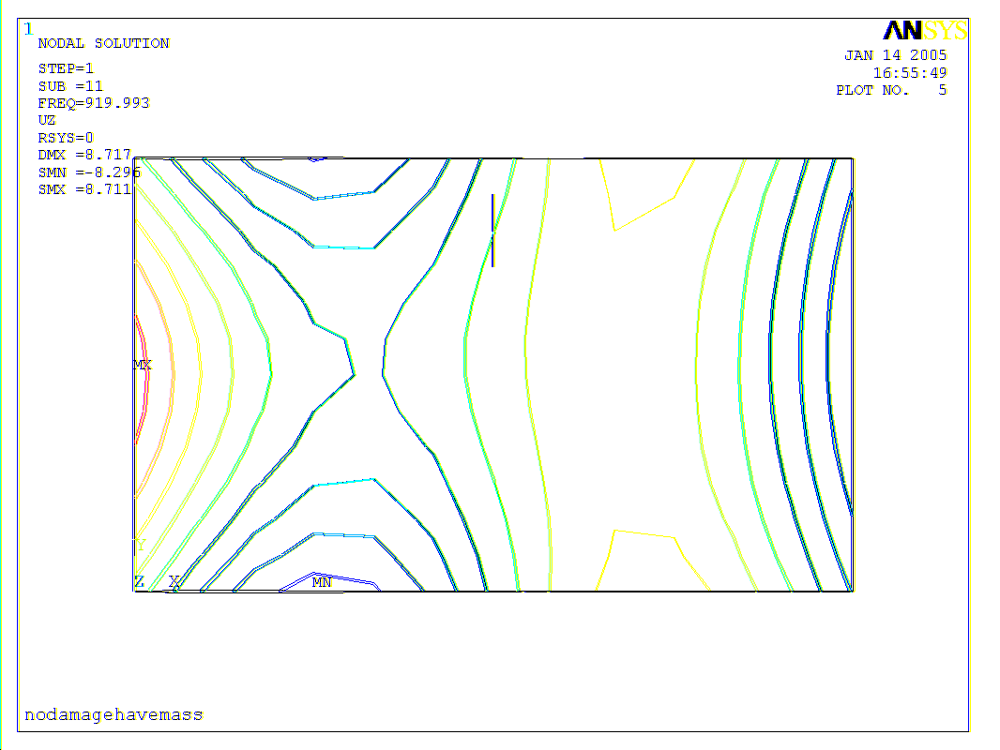 1
NODAL SOLUTION
STEP=1
SUB =11
FREQ=919.993
UZ
RSYS=0
DMX =8.717
SMN =-8.296
SMX =8.711
ANSYS
JAN 14 2005
16:55:49
PLOT NO. 5
MX
Y
Z X
MN
nodamagehavemass